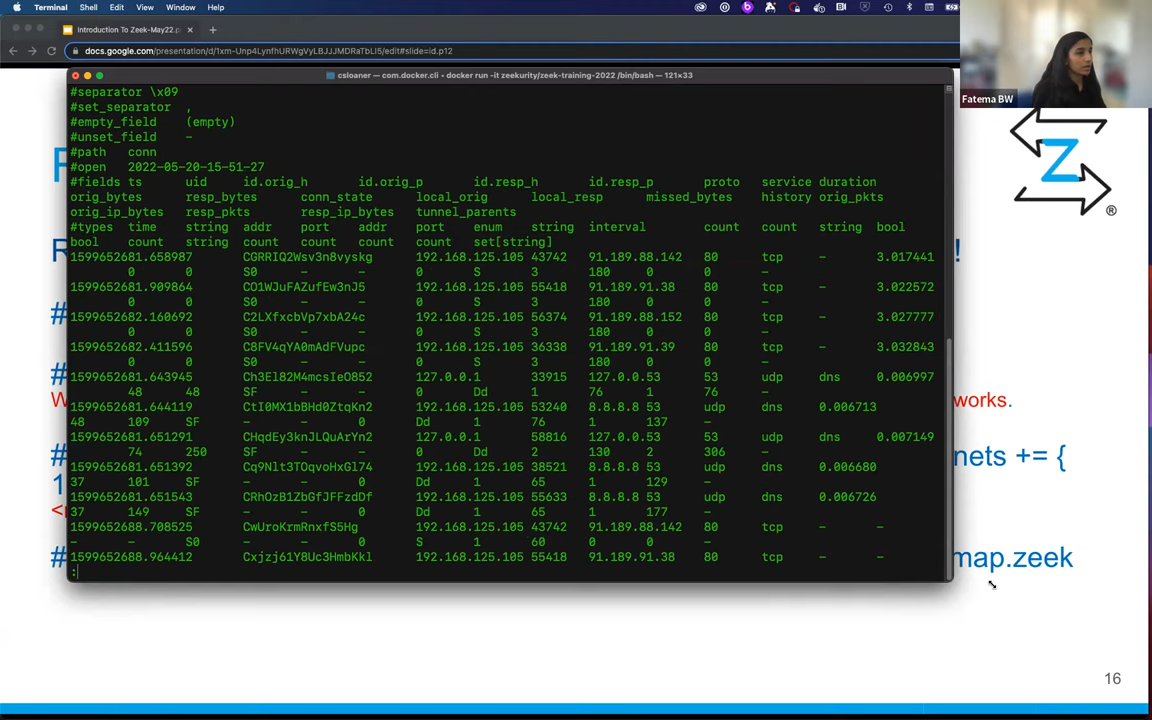 Terminal Shell Edit View Window Help
Introduction To Zeek-May22.p
docs.google.com/presentation/d/1xm-Unp4LynfhURWgVyLBJJJMDRaTbLI5/edit#slide=id.p12
csloaner — com.docker.cli • docker run -it zeekurity/zeek-training-2022 /bin/bash — 121×33
Fatema BW
#separator \x09
#set_separator ,
#empty_field (empty)
#unset_field -
#path conn
#open 2022-05-20-15-51-27
#fields ts uid id.orig_h id.orig_p id.resp_h id.resp_p proto service duration
orig_bytes resp_bytes conn_state local_orig local_resp missed_bytes history orig_pkts
orig_ip_bytes resp_pkts resp_ip_bytes tunnel_parents
#types time string addr port addr port enum string interval count count string bool
bool count string count count count count set[string]
1599652681.658987 CGRRIQ2Wsv3n8vyskg 192.168.125.105 43742 91.189.88.142 80 tcp - 3.017441
0 0 S0 - - 0 S 3 180 0 0 -
1599652681.909864 CO1WJuFAZufEw3nJ5 192.168.125.105 55418 91.189.91.38 80 tcp - 3.022572
0 0 S0 - - 0 S 3 180 0 0 -
1599652682.160692 C2LXfxcbVp7xbA24c 192.168.125.105 56374 91.189.88.152 80 tcp - 3.027777
0 0 S0 - - 0 S 3 180 0 0 -
1599652682.411596 C8FV4qYA0mAdFVupc 192.168.125.105 36338 91.189.91.39 80 tcp - 3.032843
0 0 S0 - - 0 S 3 180 0 0 -
1599652681.643945 Ch3El82M4mcsIeO852 127.0.0.1 33915 127.0.0.53 53 udp dns 0.006997
48 48 SF - - 0 Dd 1 76 1 76 -
1599652681.644119 CtI0MX1bBHd0ZtqKn2 192.168.125.105 53240 8.8.8.8 53 udp dns 0.006713
48 109 SF - - 0 Dd 1 76 1 137 -
1599652681.651291 CHqdEy3knJLQuArYn2 127.0.0.1 58816 127.0.0.53 53 udp dns 0.007149
74 250 SF - - 0 Dd 2 130 2 306 -
1599652681.651392 Cq9Nlt3TOqvoHxGl74 192.168.125.105 38521 8.8.8.8 53 udp dns 0.006680
37 101 SF - - 0 Dd 1 65 1 129 -
1599652681.651543 CRhOzB1ZbGfJFFzdDf 192.168.125.105 55633 8.8.8.8 53 udp dns 0.006726
37 149 SF - - 0 Dd 1 65 1 177 -
1599652688.708525 CwUroKrmRnxfS5Hg 192.168.125.105 43742 91.189.88.142 80 tcp - -
- - S0 - - 0 S 1 60 0 0 -
1599652688.964412 Cxjzj61Y8Uc3HmbKkl 192.168.125.105 55418 91.189.91.38 80 tcp - -
:
Z ®
!
works.
nets += {
map.zeek
16